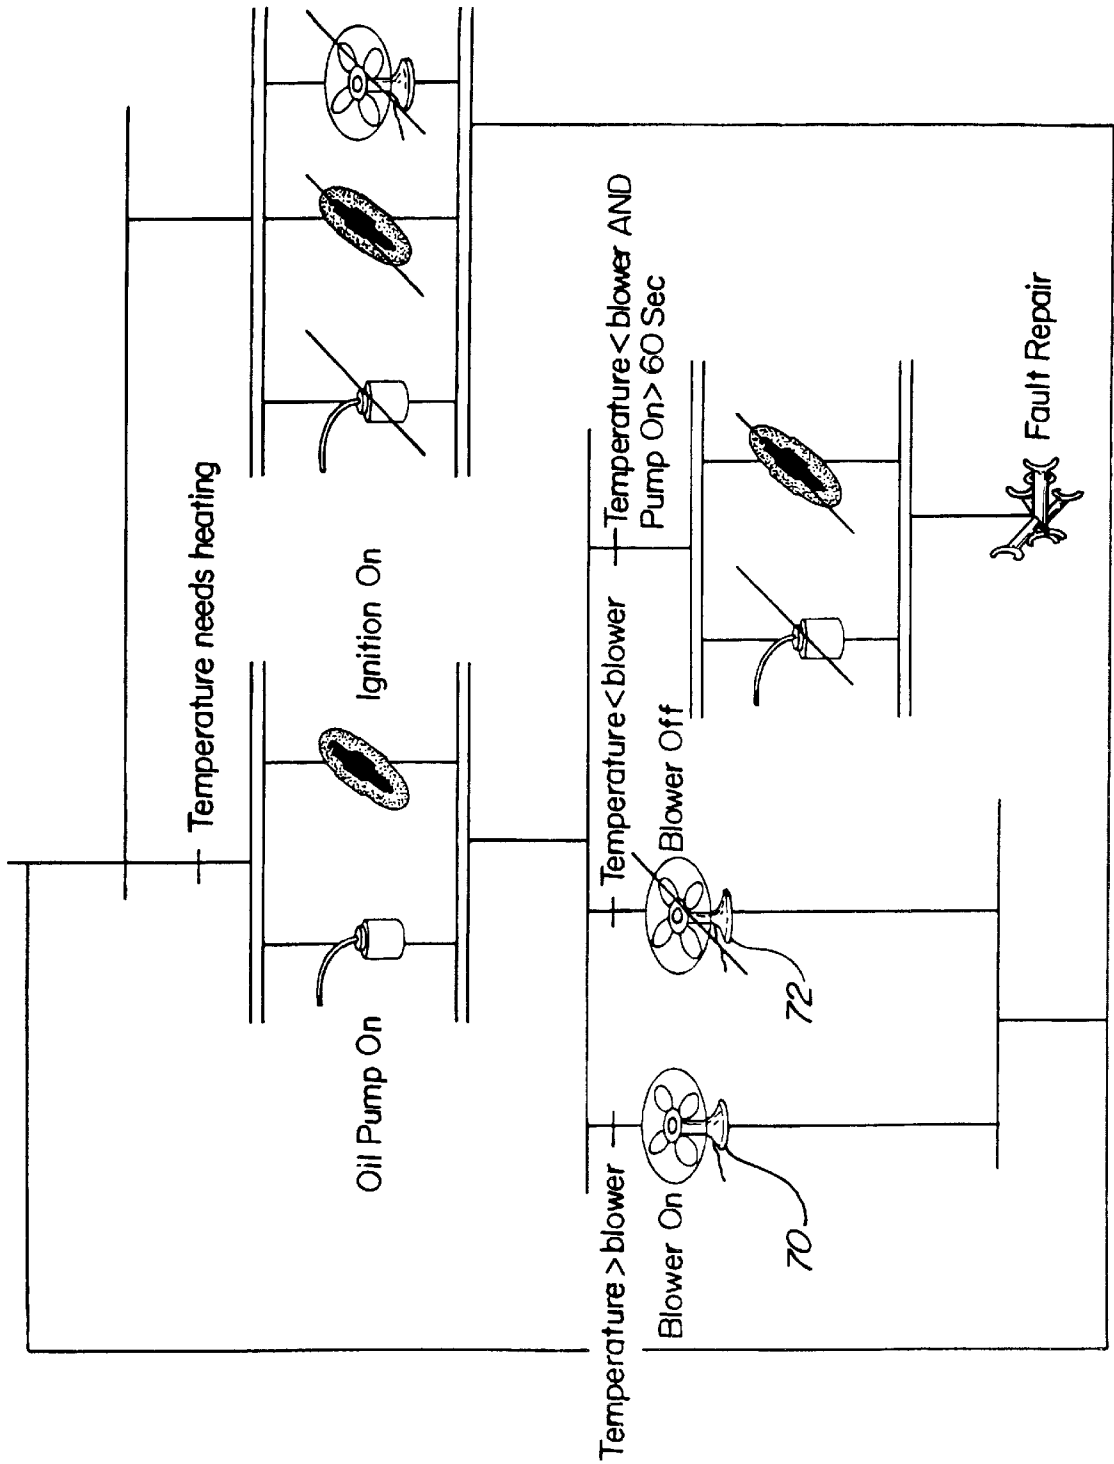 Temperature needs heating
Oil Pump On
Ignition On
Temperature >blower
Temperature<blower
Temperature<blower AND
Pump On> 60 Sec
Blower On
Blower Off
70
72
Fault Repair